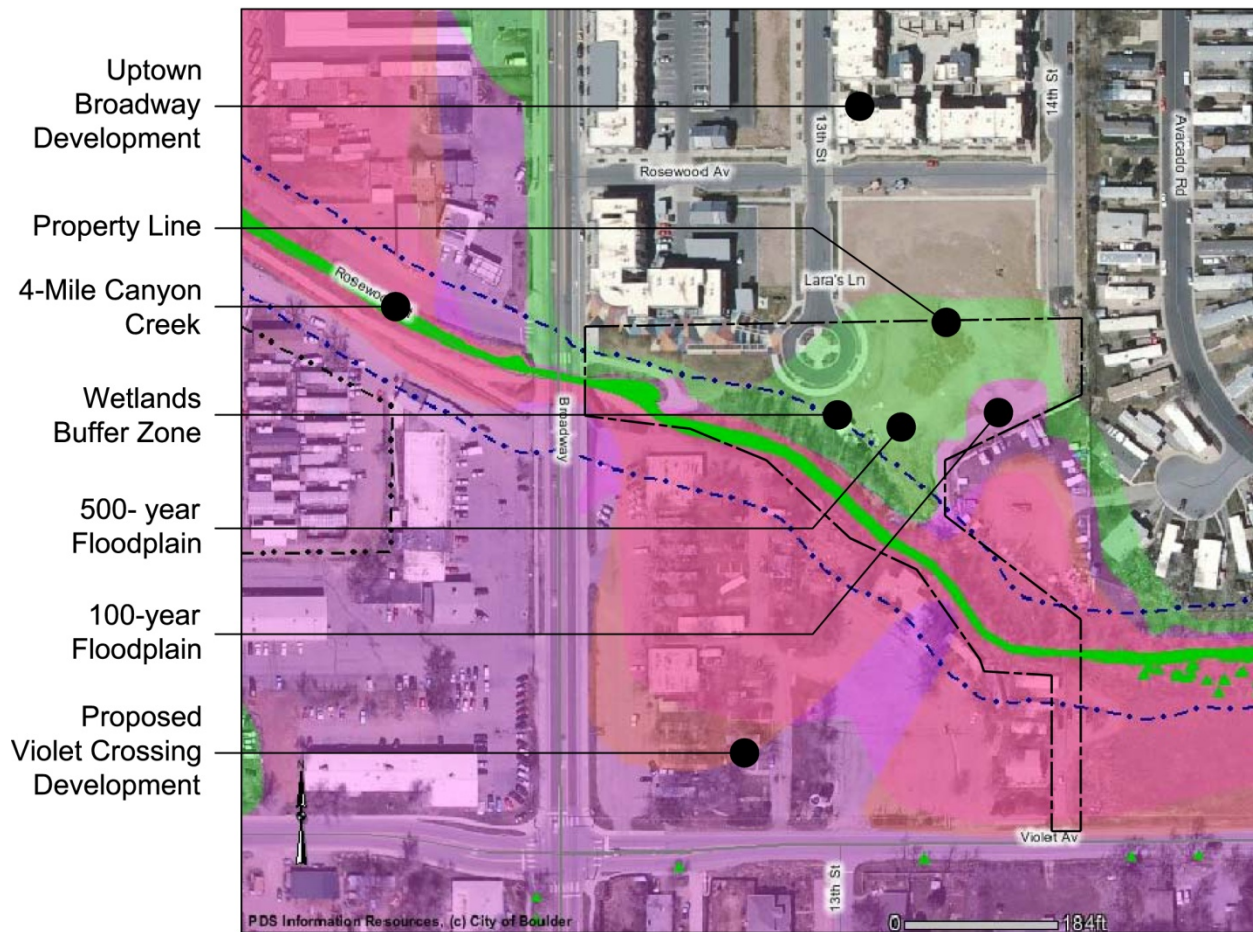 Uptown
Broadway
Development
Property Line
4-Mile Canyon
Creek
Wetlands
Buffer Zone
500- year
Floodplain
100-year
Floodplain
Proposed
Violet Crossing
Development
13th St
13th St
14th St
Avacado Rd
Rosewood Av
Lara's Ln
Broadway
Violet Av
13th St
N
PDS Information Resources, (c) City of Boulder
0 184ft